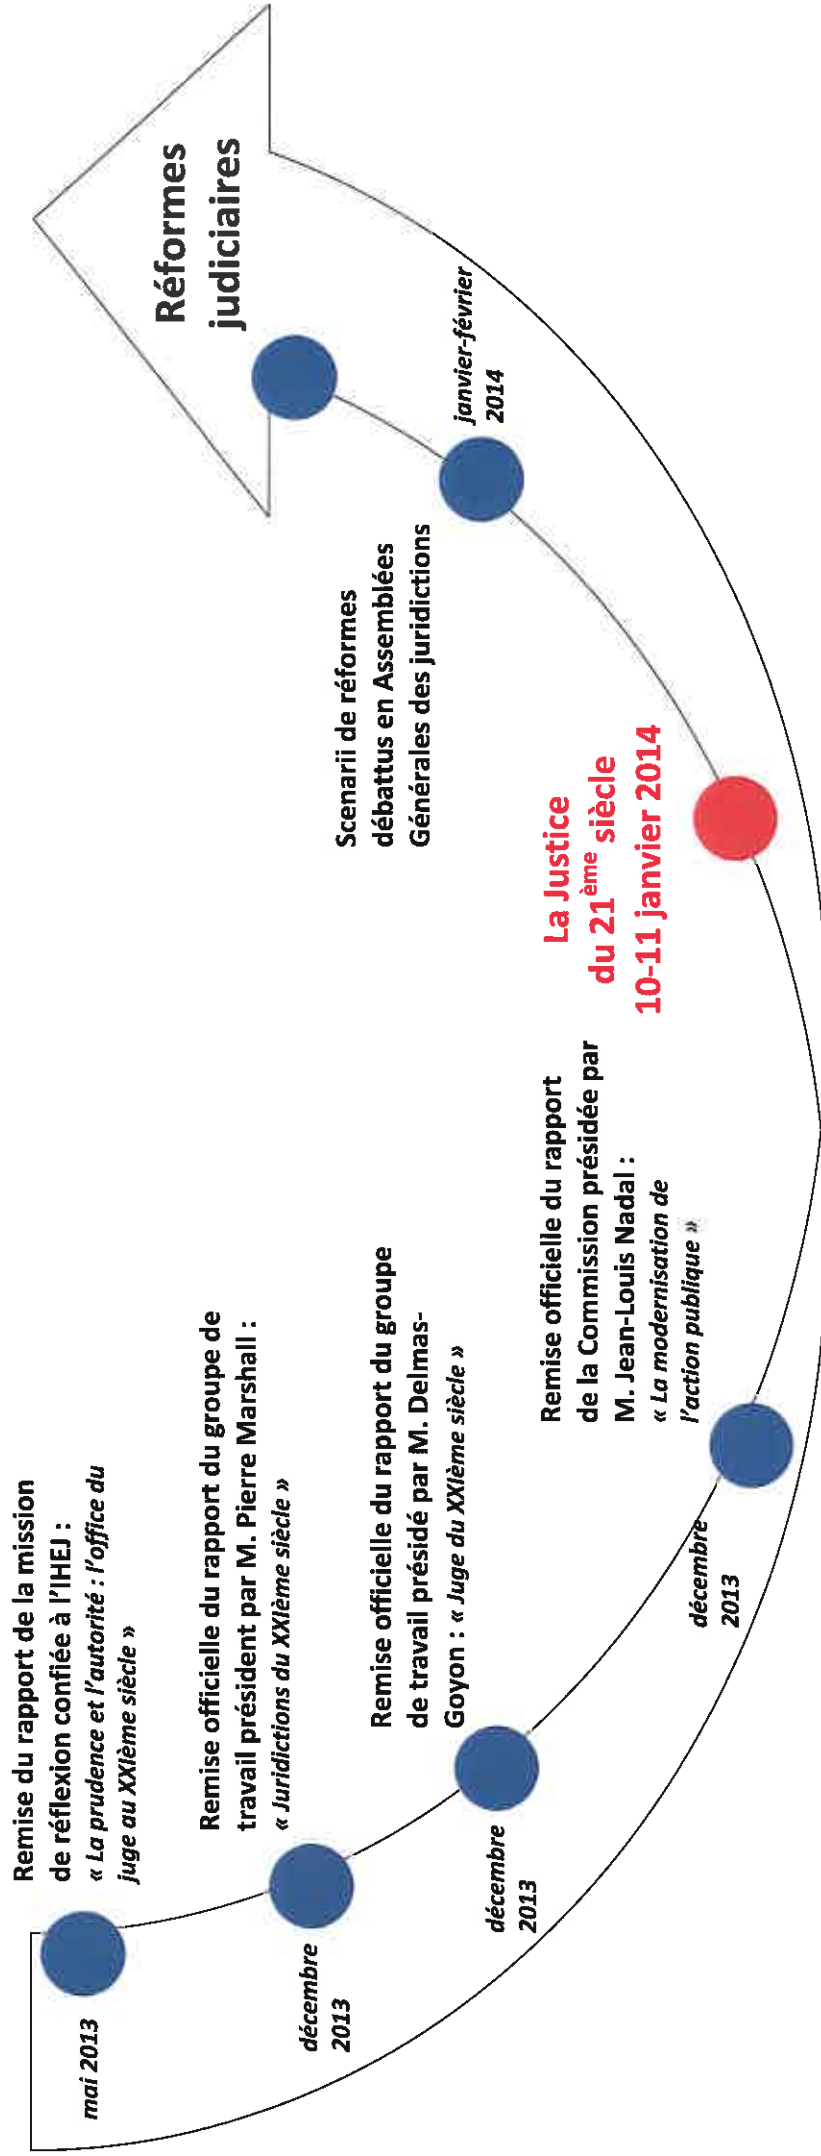 Remise du rapport de la mission
de réflexion confiée à l'IHEJ :
« La prudence et l'autorité : l'office du
juge au XXIème siècle »
mai 2013
Remise officielle du rapport du groupe de
travail président par M. Pierre Marshall :
« Juridictions du XXIème siècle »
décembre
2013
Remise officielle du rapport du groupe
de travail présidé par M. Delmas-
Goyon : « Juge du XXIème siècle »
décembre
2013
Remise officielle du rapport
de la Commission présidée par
M. Jean-Louis Nadal :
« La modernisation de
l'action publique »
décembre
2013
La Justice
du 21ème siècle
10-11 janvier 2014
Scenarii de réformes
débattus en Assemblées
Générales des juridictions
janvier-février
2014
Réformes
judiciaires